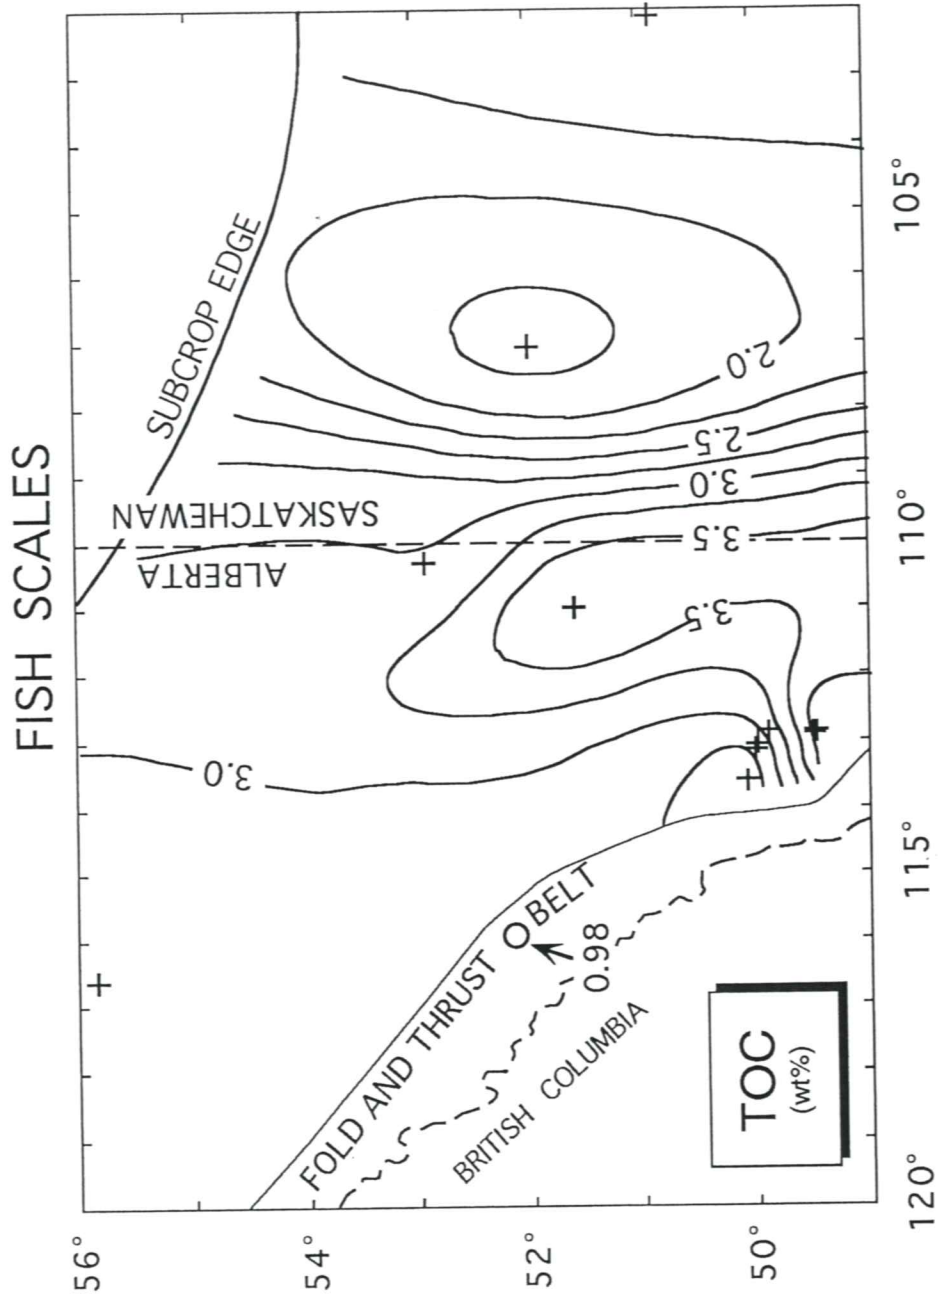 FISH SCALES
56°
54°
52°
50°
120°
115°
110°
105°
SUBCROP EDGE
ALBERTA
SASKATCHEWAN
FOLD AND THRUST BELT
BRITISH COLUMBIA
0.98
3.0
3.5
3.5
3.0
2.5
2.0
TOC
(wt%)